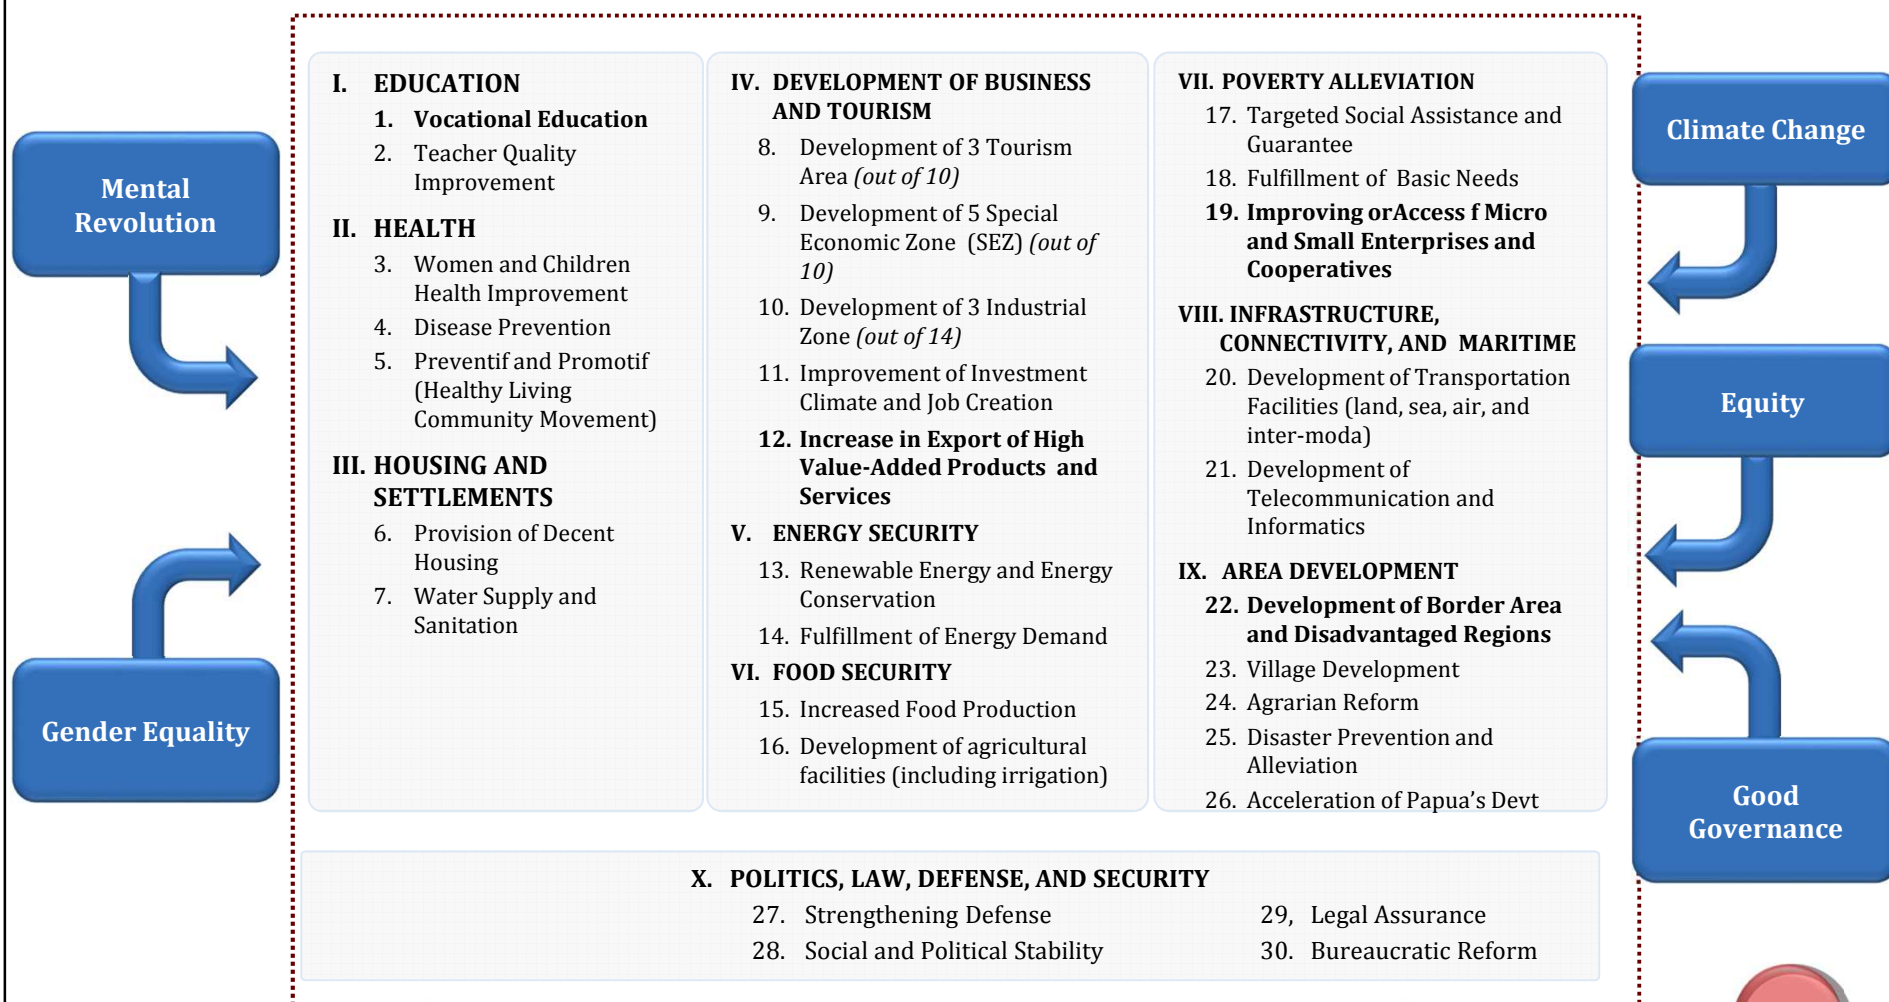 Mental
Revolution
Gender Equality
I. EDUCATION
1. Vocational Education
2. Teacher Quality
Improvement
II. HEALTH
3. Women and Children
Health Improvement
4. Disease Prevention
5. Preventif and Promotif
(Healthy Living
Community Movement)
III. HOUSING AND
SETTLEMENTS
6. Provision of Decent
Housing
7. Water Supply and
Sanitation
IV. DEVELOPMENT OF BUSINESS
AND TOURISM
8. Development of 3 Tourism
Area (out of 10)
9. Development of 5 Special
Economic Zone (SEZ) (out of
10)
10. Development of 3 Industrial
Zone (out of 14)
11. Improvement of Investment
Climate and Job Creation
12. Increase in Export of High
Value-Added Products and
Services
V. ENERGY SECURITY
13. Renewable Energy and Energy
Conservation
14. Fulfillment of Energy Demand
VI. FOOD SECURITY
15. Increased Food Production
16. Development of agricultural
facilities (including irrigation)
VII. POVERTY ALLEVIATION
17. Targeted Social Assistance and
Guarantee
18. Fulfillment of Basic Needs
19. Improving orAccess f Micro
and Small Enterprises and
Cooperatives
VIII. INFRASTRUCTURE,
CONNECTIVITY, AND MARITIME
20. Development of Transportation
Facilities (land, sea, air, and
inter-moda)
21. Development of
Telecommunication and
Informatics
IX. AREA DEVELOPMENT
22. Development of Border Area
and Disadvantaged Regions
23. Village Development
24. Agrarian Reform
25. Disaster Prevention and
Alleviation
26. Acceleration of Papua’s Devt
X. POLITICS, LAW, DEFENSE, AND SECURITY
27. Strengthening Defense
28. Social and Political Stability
29, Legal Assurance
30. Bureaucratic Reform
Climate Change
Equity
Good
Governance